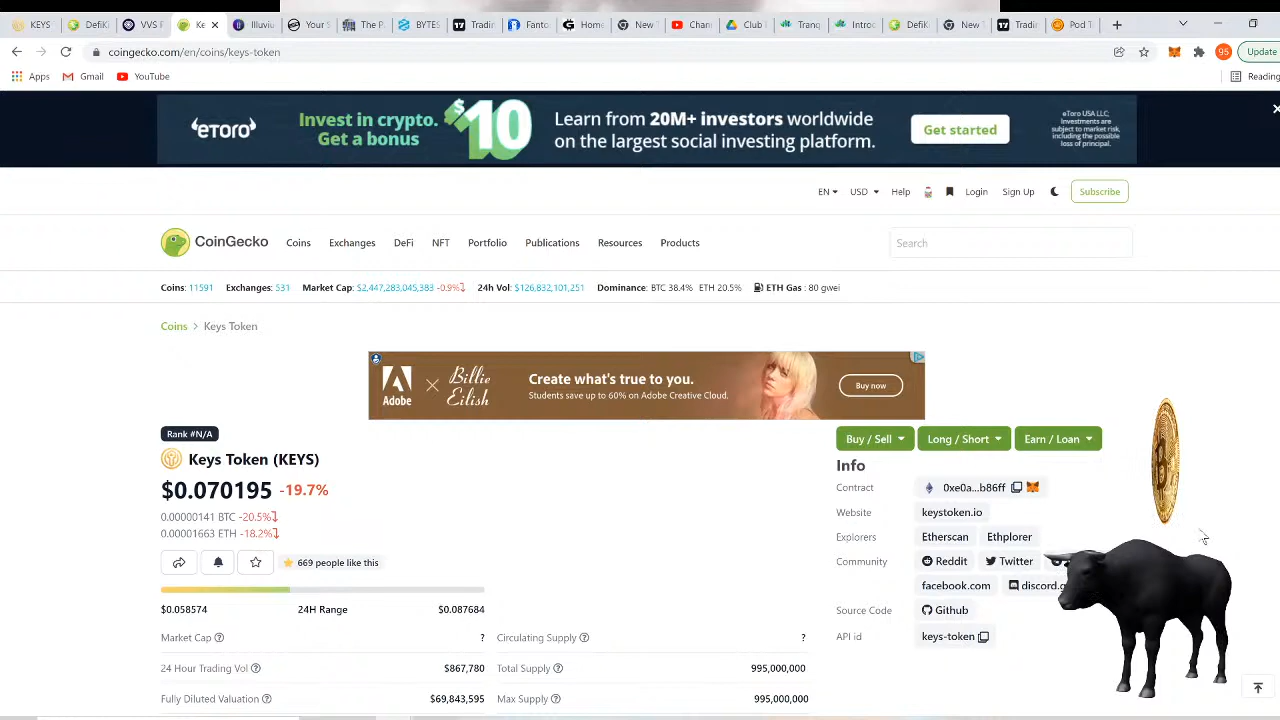 KEYS
DefiKi
VVS F
Keys
Illuviu
Your S
The P
BYTE
Tradin
Fanto
Home
New T
Chan
Club
Tranq
Introd
DefiKi
New T
Tradin
Pod T
coingecko.com/en/coins/keys-token
95
Update
Apps
Gmail
YouTube
Reading
eTORO
Invest in crypto.
Get a bonus
$10
Learn from 20M+ investors worldwide
on the largest social investing platform.
Get started
eToro USA LLC;
Investments are
subject to market risk,
including the possible
loss of principal.
EN
USD
Help
Login
Sign Up
Subscribe
CoinGecko
Coins
Exchanges
DeFi
NFT
Portfolio
Publications
Resources
Products
Search
Coins: 11591
Exchanges: 531
Market Cap: $2,447,283,045,383 -0.9%
24h Vol: $126,832,101,251
Dominance: BTC 38.4% ETH 20.5%
ETH Gas : 80 gwei
Coins > Keys Token
Adobe
Billie
Eilish
Create what's true to you.
Students save up to 60% on Adobe Creative Cloud.
Buy now
Rank #N/A
Keys Token (KEYS)
$0.070195 -19.7%
0.00000141 BTC -20.5%
0.00001663 ETH -18.2%
669 people like this
$0.058574
24H Range
$0.087684
Market Cap ?
?
Circulating Supply ?
?
24 Hour Trading Vol ?
$867,780
Total Supply ?
995,000,000
Fully Diluted Valuation ?
$69,843,595
Max Supply ?
995,000,000
Buy / Sell
Long / Short
Earn / Loan
Info
Contract
0xe0a...b86ff
Website
keystoken.io
Explorers
Etherscan
Ethplorer
Community
Reddit
Twitter
facebook.com
discord.g
Source Code
Github
API id
keys-token